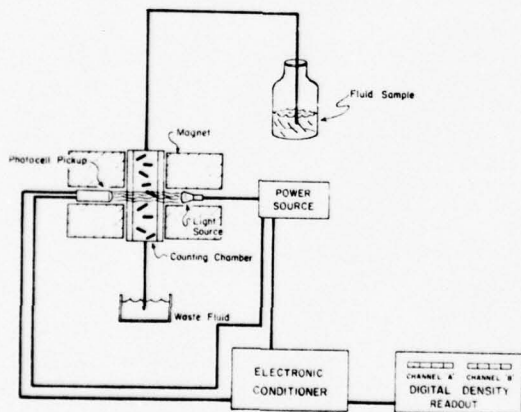 Fluid Sample
Magnet
Photocell Pickup
POWER
SOURCE
Light
Source
Counting Chamber
Waste Fluid
ELECTRONIC
CONDITIONER
CHANNEL 'A' CHANNEL 'B'
DIGITAL DENSITY
READOUT